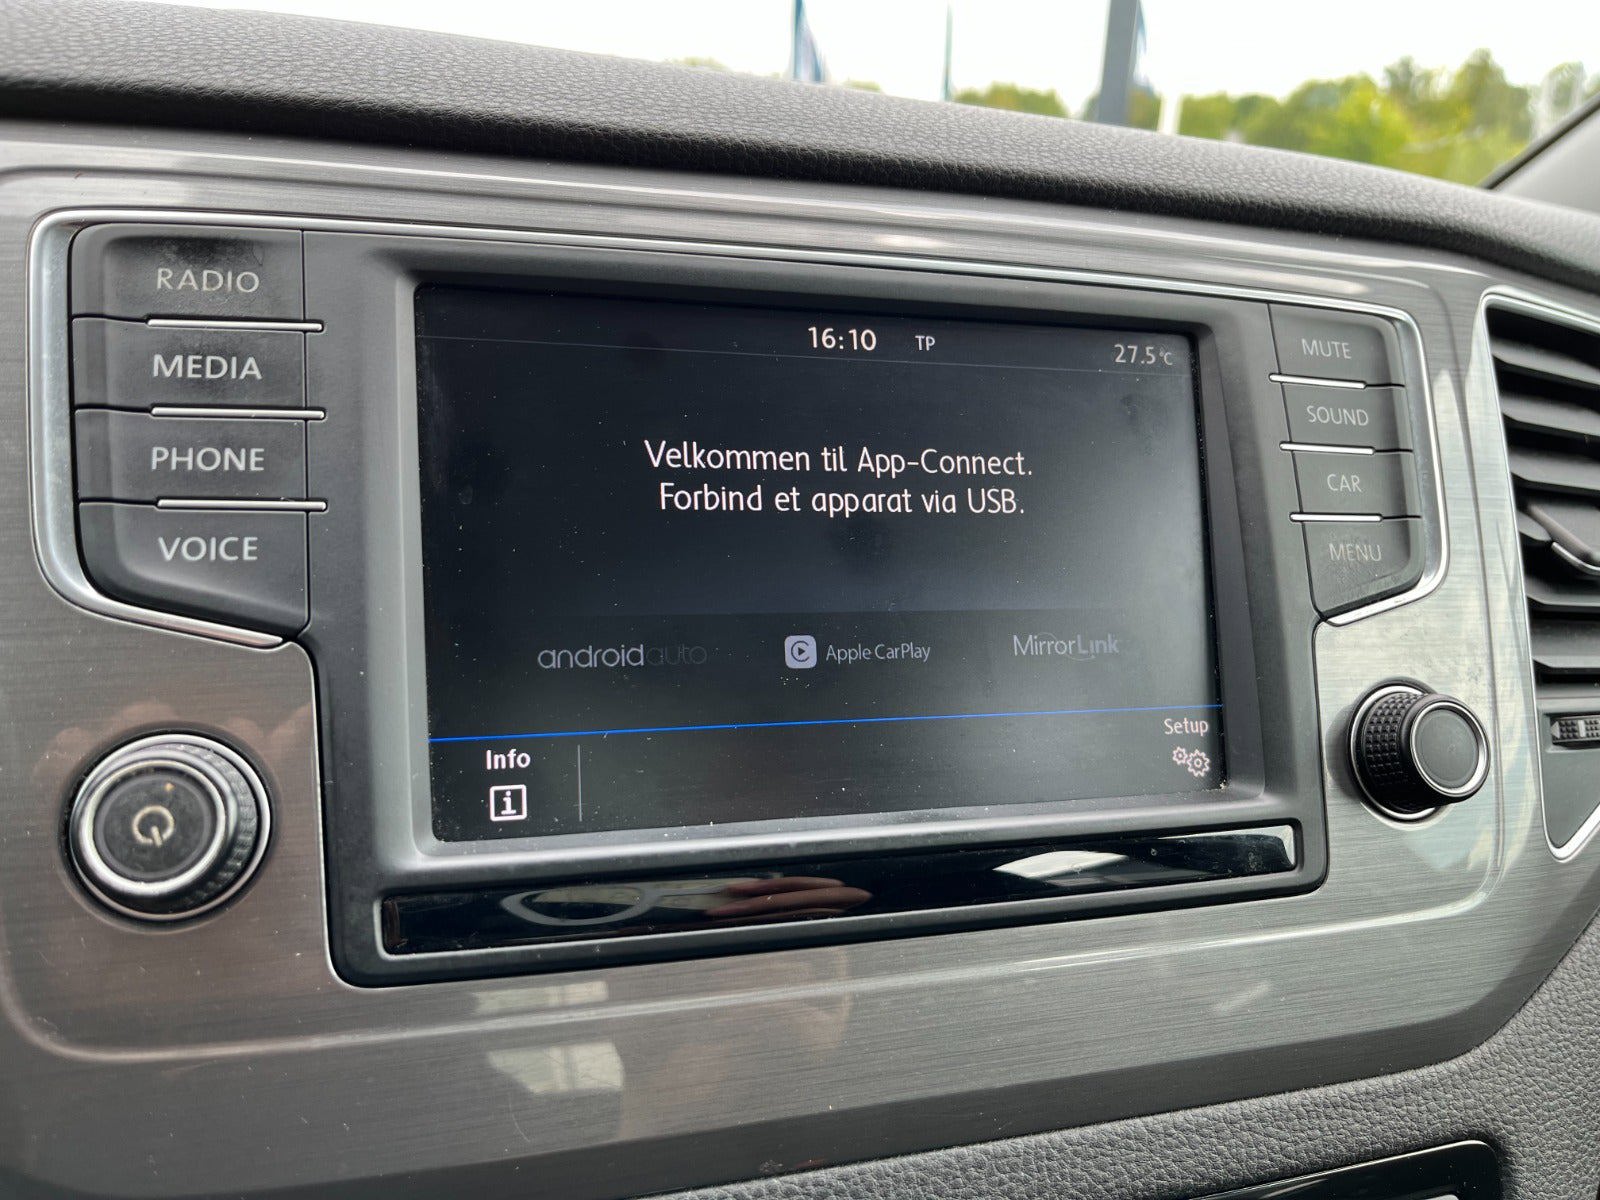 RADIO
MEDIA
PHONE
VOICE
16:10 TP 27.5°C
Velkommen til App-Connect.
Forbind et apparat via USB.
androidauto Apple CarPlay MirrorLink
Info
i
Setup
MUTE
SOUND
CAR
MENU